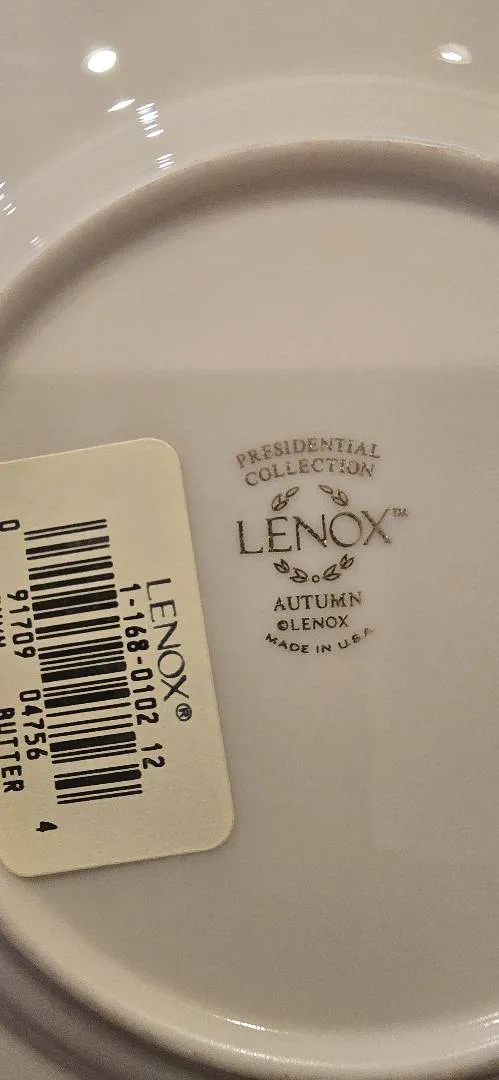 PRESIDENTIAL
COLLECTION
LENOX™
AUTUMN
©LENOX
MADE IN U.S.A.
LENOX®
1-168-0102 12
0 91709 04756 4
BUTTER